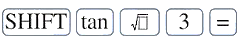 SHIFT tan √□ 3 =